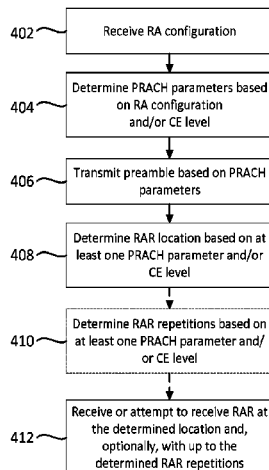 402
Receive RA configuration
404
Determine PRACH parameters based
on RA configuration
and/or CE level
406
Transmit preamble based on PRACH
parameters
408
Determine RAR location based on at
least one PRACH parameter and/or
CE level
410
Determine RAR repetitions based on
at least one PRACH parameter and/
or CE level
412
Receive or attempt to receive RAR at
the determined location and,
optionally, with up to the
determined RAR repetitions